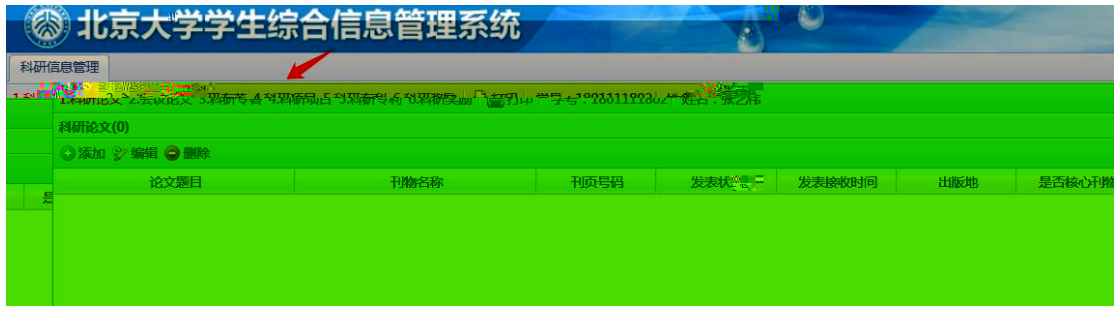 北京大学学生综合信息管理系统
科研信息管理
1.科研论文 2.会议论文 3.科研专著 4.科研项目 5.科研专利 6.科研奖励 打印 学号:1801111802 姓名:张艺伟
科研论文(0)
添加 编辑 删除
论文题目 刊物名称 刊页号码 发表状 发表接收时间 出版地 是否核心刊物